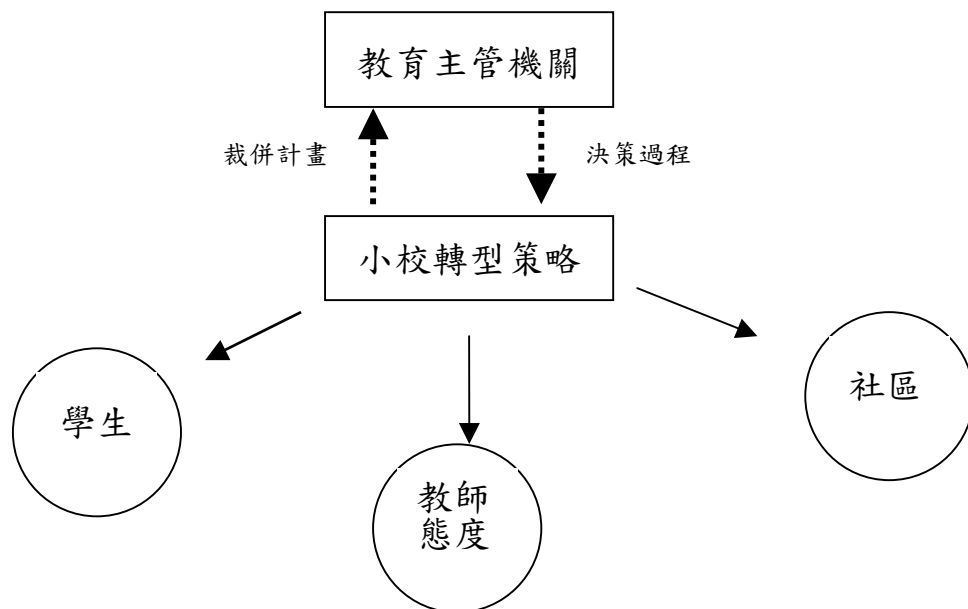 教育主管機關
裁併計畫
決策過程
小校轉型策略
學生
社區
教師
態度